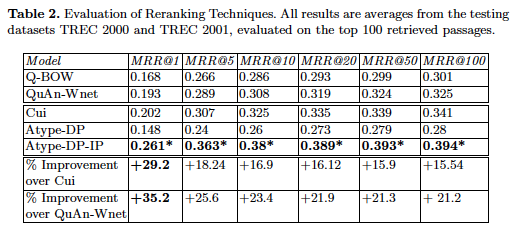 Table 2. Evaluation of Reranking Techniques. All results are averages from the testing
datasets TREC 2000 and TREC 2001, evaluated on the top 100 retrieved passages.
Model MRR@1 MRR@5 MRR@10 MRR@20 MRR@50 MRR@100
Q-BOW 0.168 0.266 0.286 0.293 0.299 0.301
QuAn-Wnet 0.193 0.289 0.308 0.319 0.324 0.325
Cui 0.202 0.307 0.325 0.335 0.339 0.341
Atype-DP 0.148 0.24 0.26 0.273 0.279 0.28
Atype-DP-IP 0.261* 0.363* 0.38* 0.389* 0.393* 0.394*
% Improvement +29.2 +18.24 +16.9 +16.12 +15.9 +15.54
over Cui
% Improvement +35.2 +25.6 +23.4 +21.9 +21.3 + 21.2
over QuAn-Wnet